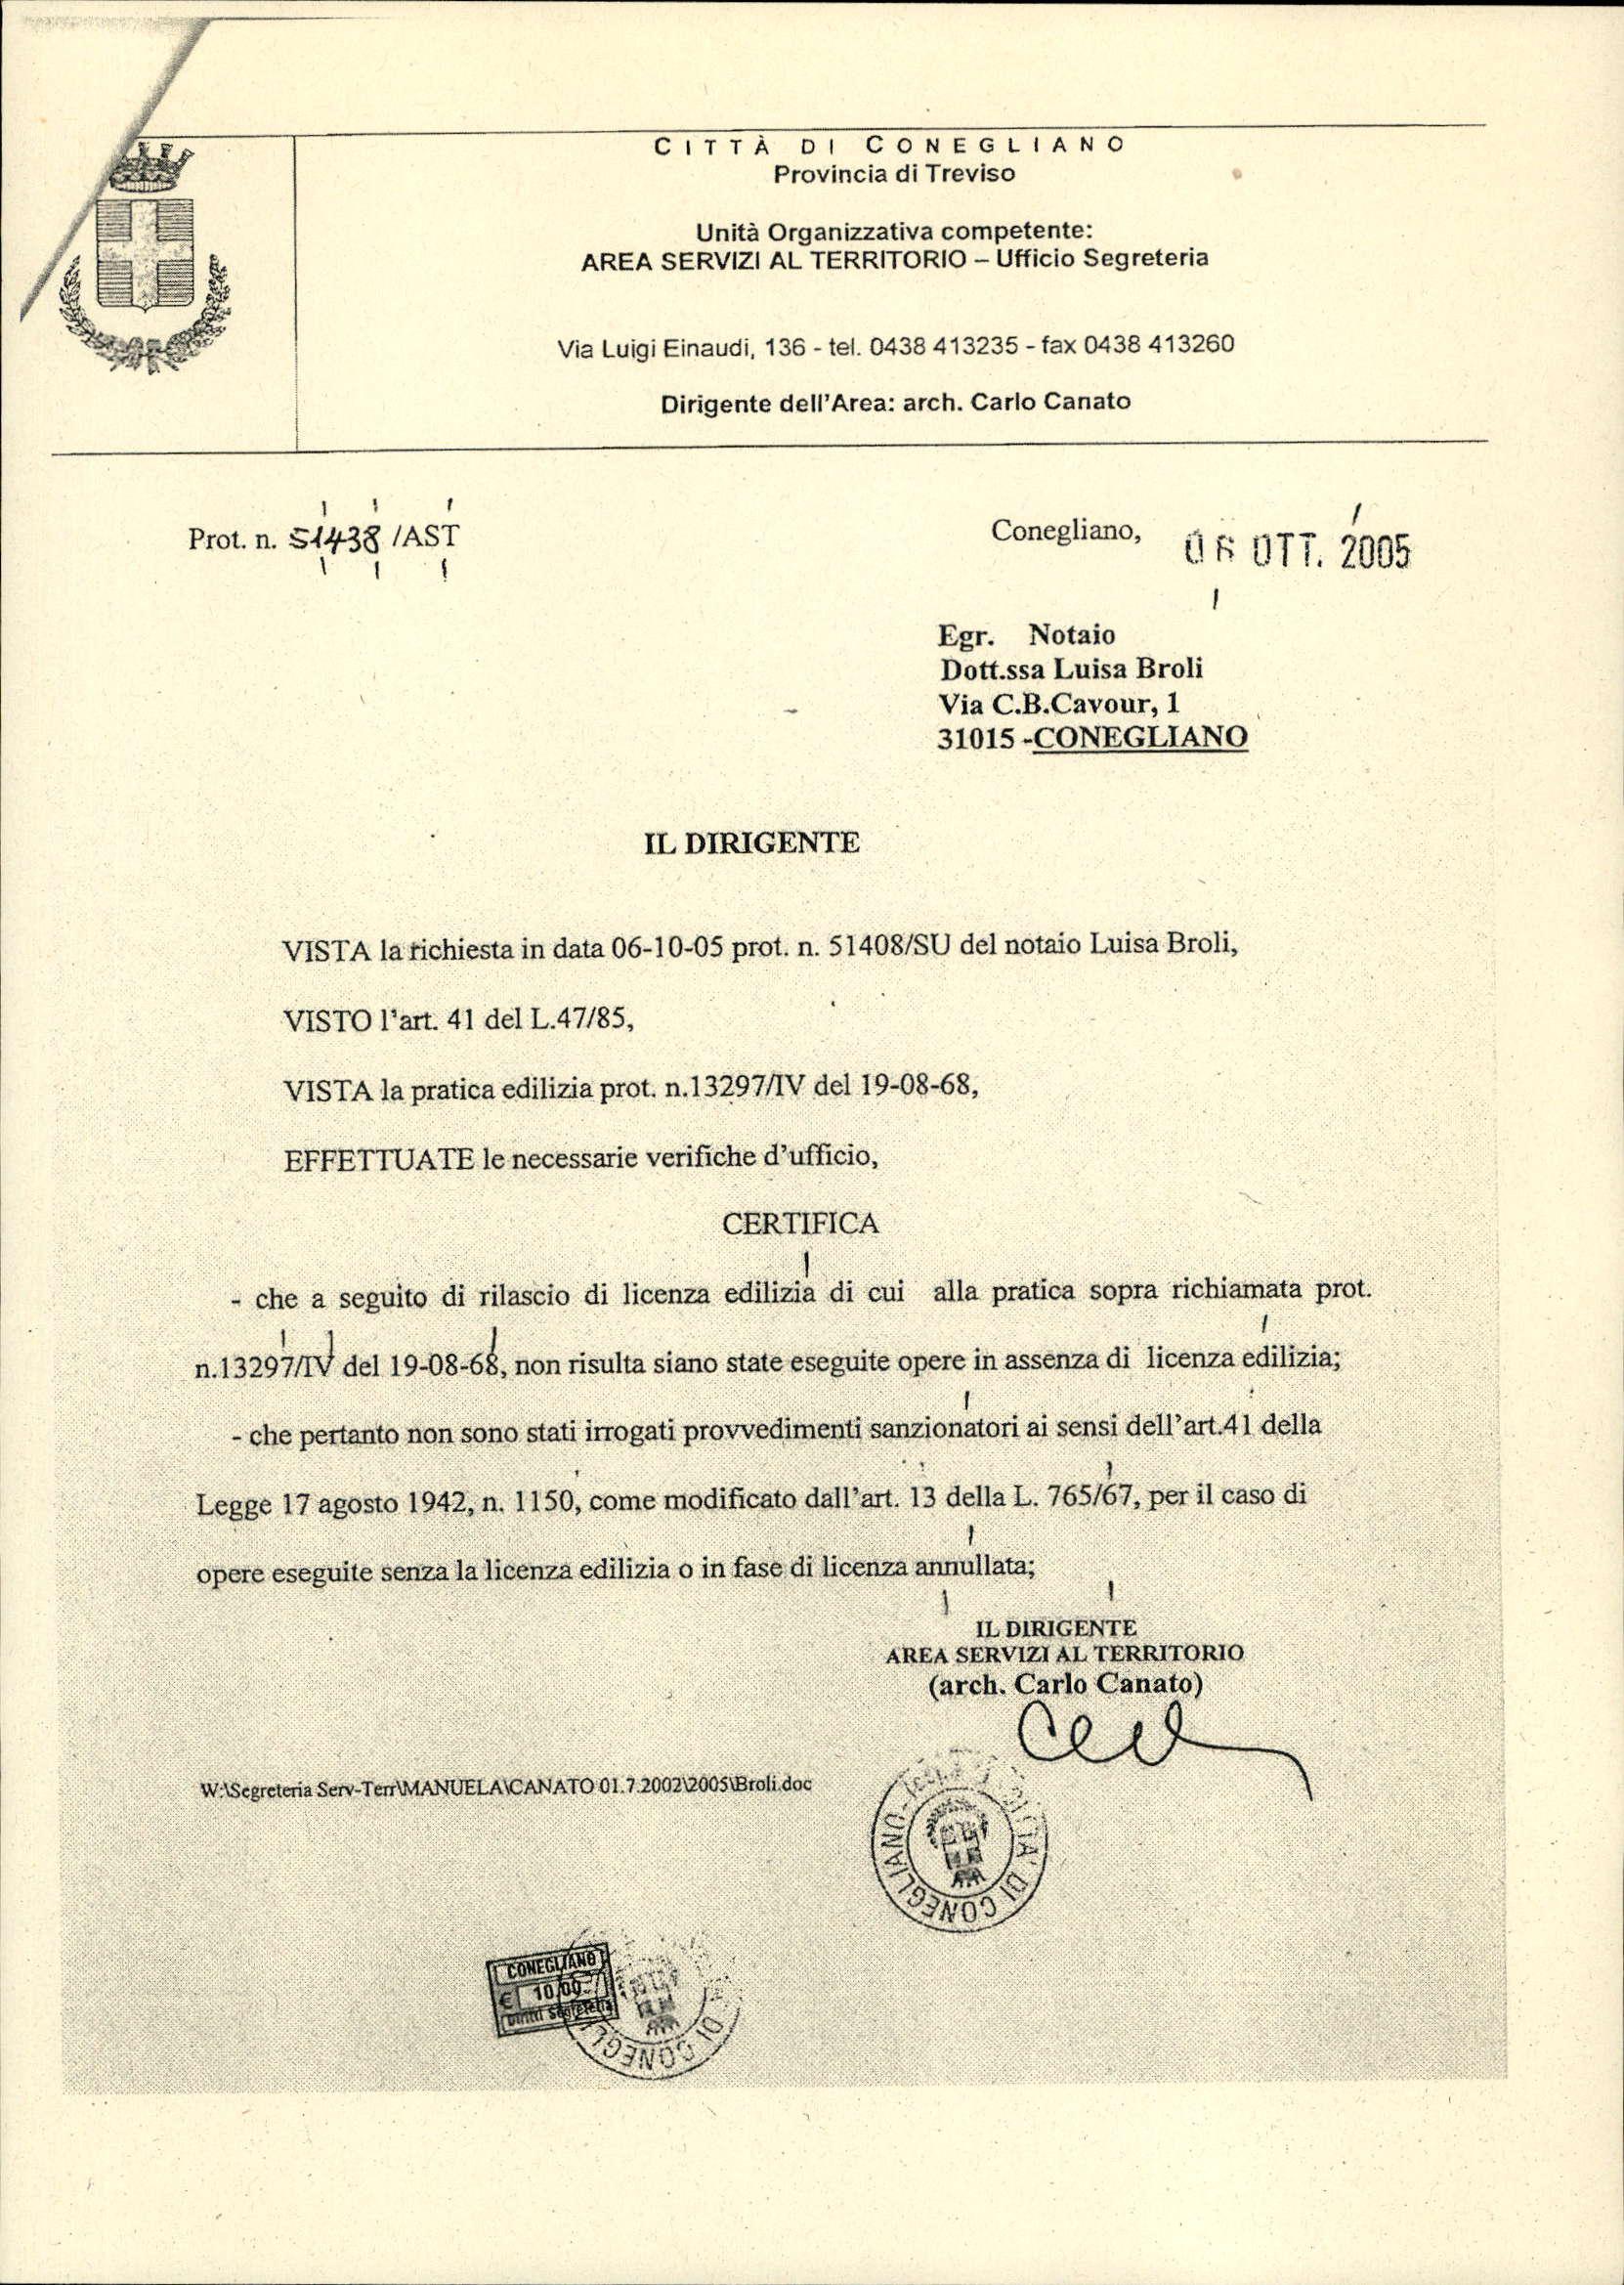 CITTÀ DI CONEGLIANO
Provincia di Treviso
Unità Organizzativa competente:
AREA SERVIZI AL TERRITORIO – Ufficio Segreteria
Via Luigi Einaudi, 136 - tel. 0438 413235 - fax 0438 413260
Dirigente dell'Area: arch. Carlo Canato
Prot. n. 51438 /AST
Conegliano, OTT. 2005
Egr. Notaio
Dott.ssa Luisa Broli
Via C.B.Cavour, 1
31015 -CONEGLIANO
IL DIRIGENTE
VISTA la richiesta in data 06-10-05 prot. n. 51408/SU del notaio Luisa Broli,
VISTO l'art. 41 del L.47/85,
VISTA la pratica edilizia prot. n.13297/IV del 19-08-68,
EFFETTUATE le necessarie verifiche d'ufficio,
CERTIFICA
- che a seguito di rilascio di licenza edilizia di cui alla pratica sopra richiamata prot.
n.13297/IV del 19-08-68, non risulta siano state eseguite opere in assenza di licenza edilizia;
- che pertanto non sono stati irrogati provvedimenti sanzionatori ai sensi dell'art.41 della
Legge 17 agosto 1942, n. 1150, come modificato dall'art. 13 della L. 765/67, per il caso di
opere eseguite senza la licenza edilizia o in fase di licenza annullata;
IL DIRIGENTE
AREA SERVIZI AL TERRITORIO
(arch. Carlo Canato)
W:\Segreteria Serv-Terr\MANUELA\CANATO 01.7.2002\2005\Broli.doc
CITTA' DI CONEGLIANO
CONEGLIANO
DI CONEGL